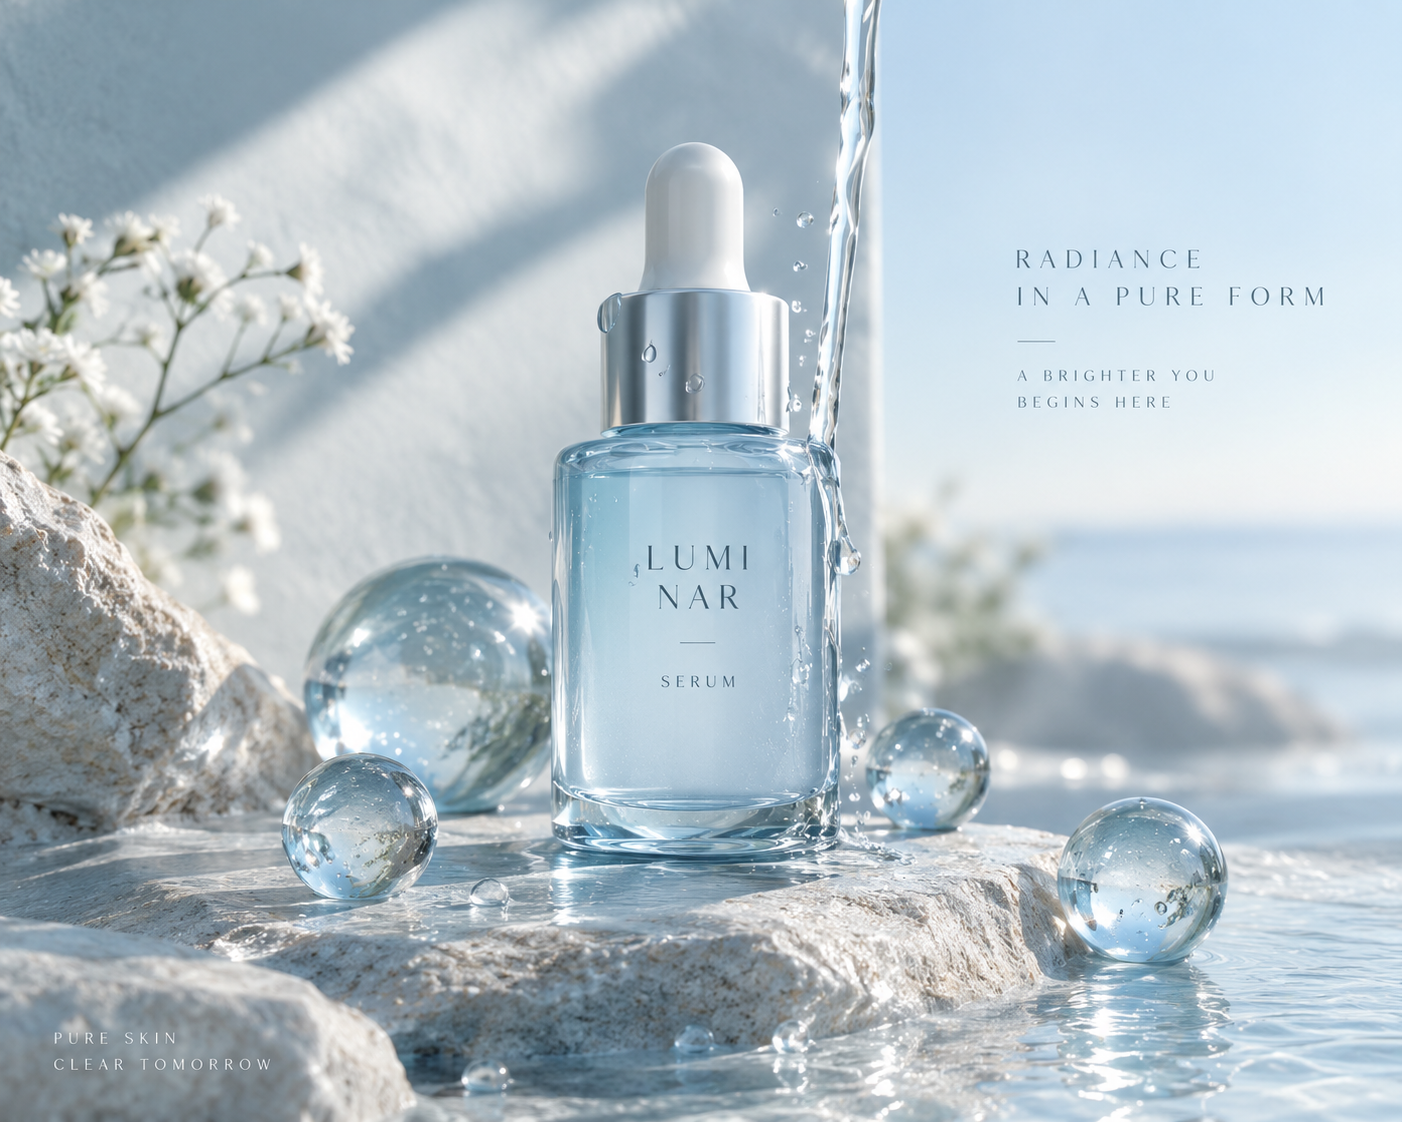 RADIANCE
IN A PURE FORM
A BRIGHTER YOU
BEGINS HERE
LUMI
NAR
SERUM
PURE SKIN
CLEAR TOMORROW